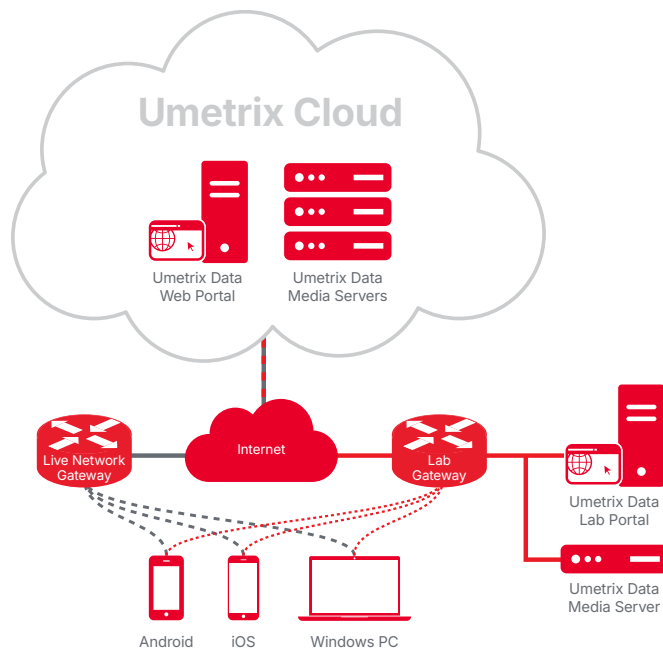 Umetrix Cloud
Umetrix Data
Web Portal
Umetrix Data
Media Servers
Live Network
Gateway
Internet
Lab
Gateway
Umetrix Data
Lab Portal
Umetrix Data
Media Server
Android
iOS
Windows PC